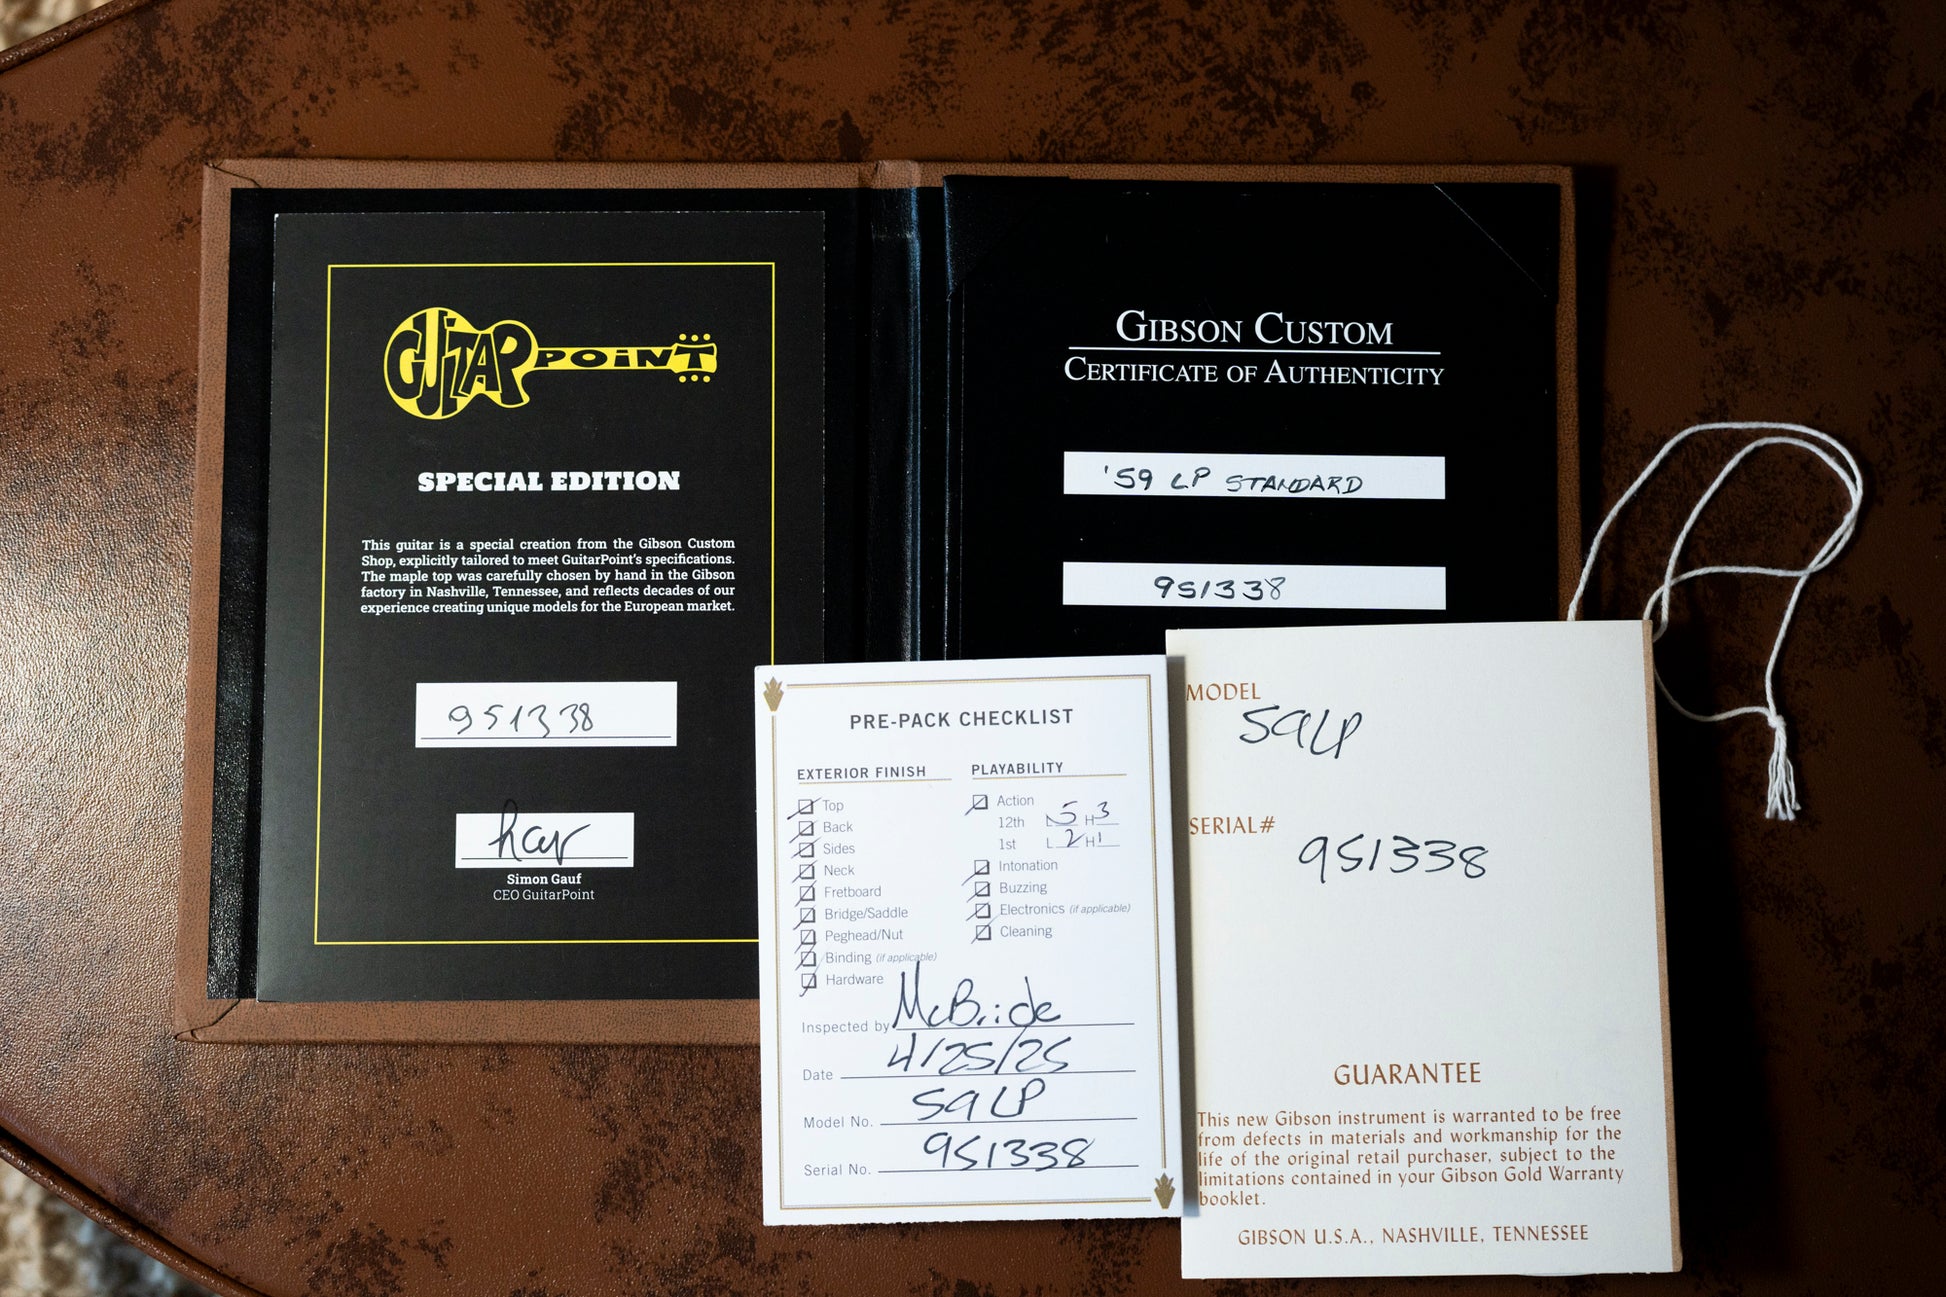 GUITARPOINT
SPECIAL EDITION
This guitar is a special creation from the Gibson Custom
Shop, explicitly tailored to meet GuitarPoint's specifications.
The maple top was carefully chosen by hand in the Gibson
factory in Nashville, Tennessee, and reflects decades of our
experience creating unique models for the European market.
951338
Simon Gauf
CEO GuitarPoint
GIBSON CUSTOM
CERTIFICATE OF AUTHENTICITY
'59 LP STANDARD
951338
PRE-PACK CHECKLIST
EXTERIOR FINISH
Top
Back
Sides
Neck
Fretboard
Bridge/Saddle
Peghead/Nut
Binding (if applicable)
Hardware
PLAYABILITY
Action
12th L 5 H 3
1st L 2 H 1
Intonation
Buzzing
Electronics (if applicable)
Cleaning
Inspected by McBride
Date 4/25/25
Model No. 59LP
Serial No. 951338
MODEL
59LP
SERIAL#
951338
GUARANTEE
This new Gibson instrument is warranted to be free
from defects in materials and workmanship for the
life of the original retail purchaser, subject to the
limitations contained in your Gibson Gold Warranty
booklet.
GIBSON U.S.A., NASHVILLE, TENNESSEE